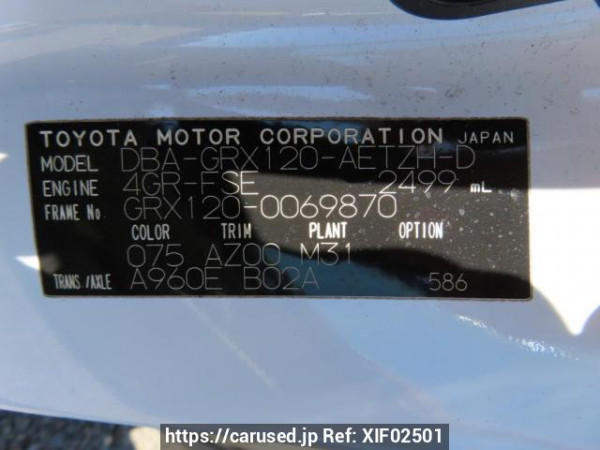 TOYOTA MOTOR CORPORATION JAPAN
MODEL DBA-GRX120-AETZH-D
ENGINE 4GR-FSE 2499 mL
FRAME No. GRX120-0069870
COLOR TRIM PLANT OPTION
075 AZ00 M31
TRANS/AXLE A960E B02A 586
https://carused.jp Ref: XIF02501